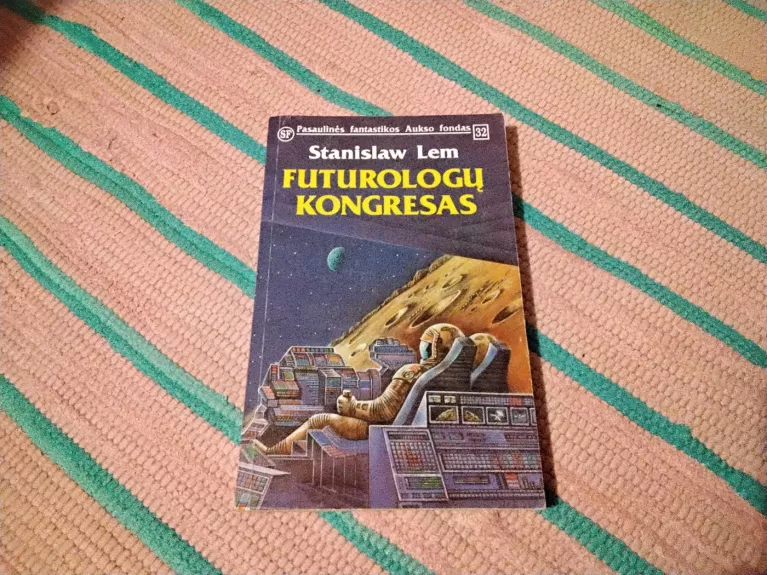 SF Pasaulinės fantastikos Aukso fondas 32
Stanislaw Lem
FUTUROLOGŲ
KONGRESAS